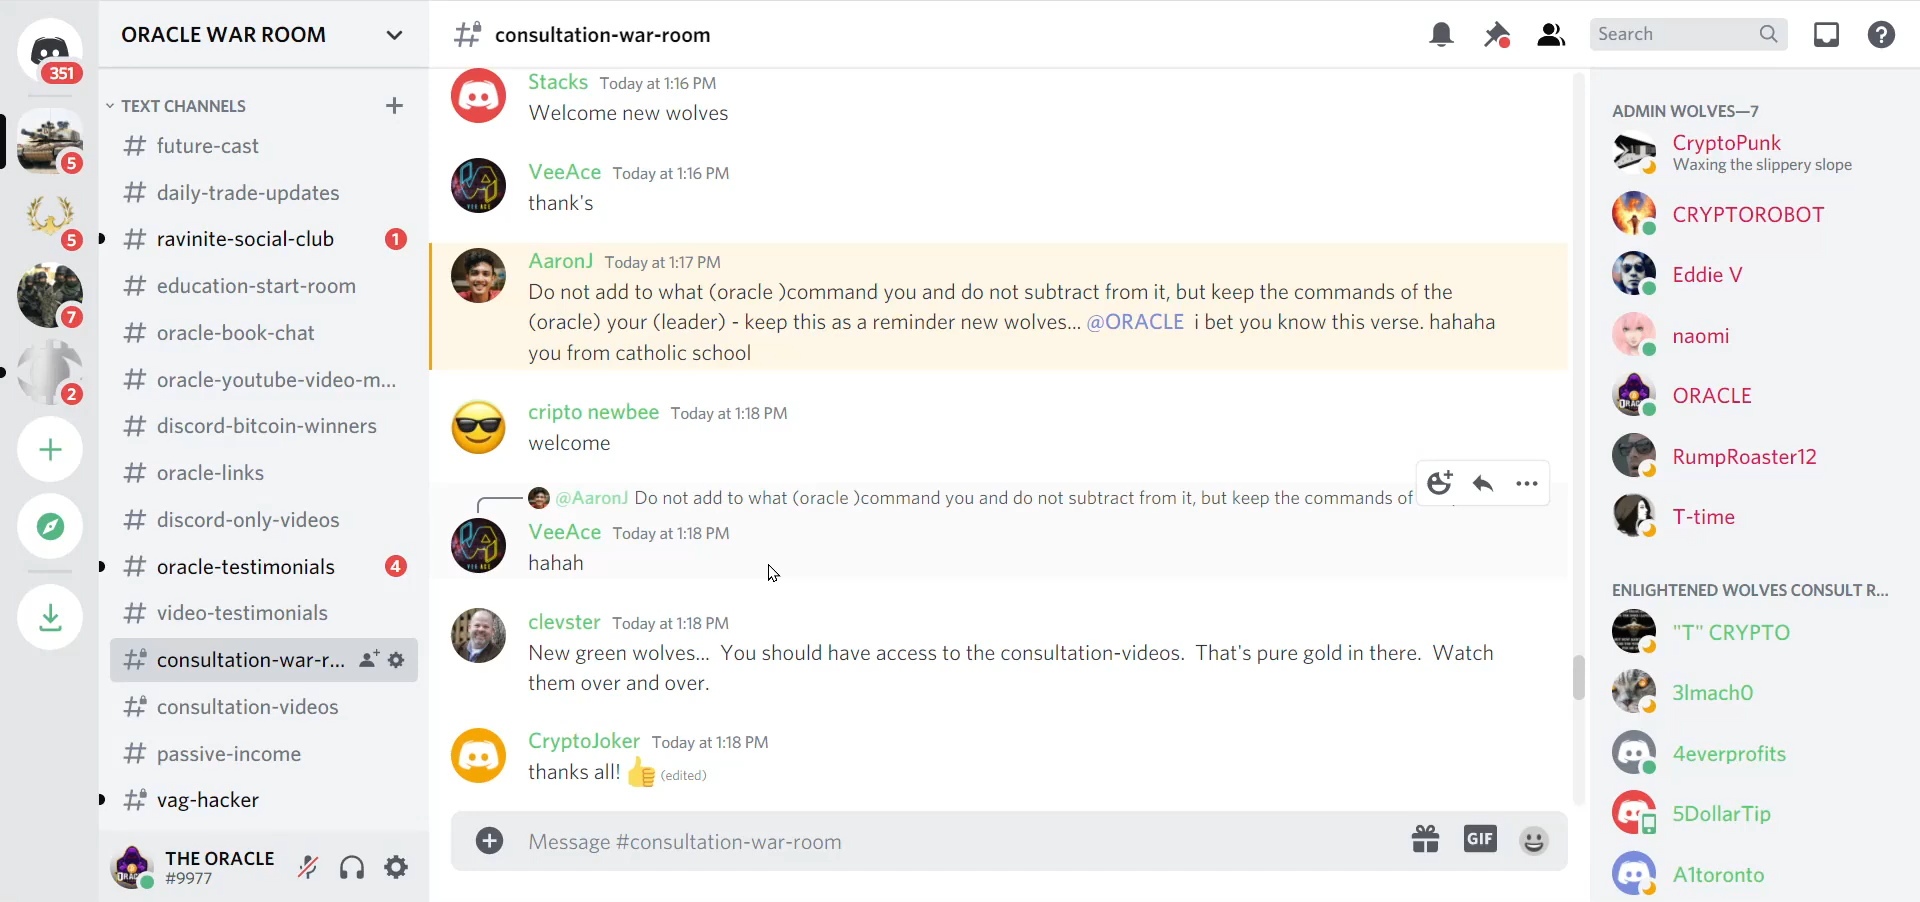 351
5
5
7
2
ORACLE WAR ROOM
TEXT CHANNELS
future-cast
daily-trade-updates
ravinite-social-club 1
education-start-room
oracle-book-chat
oracle-youtube-video-m...
discord-bitcoin-winners
oracle-links
discord-only-videos
oracle-testimonials 4
video-testimonials
consultation-war-r...
consultation-videos
passive-income
vag-hacker
THE ORACLE
#9977
consultation-war-room
Search
Stacks Today at 1:16 PM
Welcome new wolves
VeeAce Today at 1:16 PM
thank's
AaronJ Today at 1:17 PM
Do not add to what (oracle )command you and do not subtract from it, but keep the commands of the
(oracle) your (leader) - keep this as a reminder new wolves... @ORACLE i bet you know this verse. hahaha
you from catholic school
cripto newbee Today at 1:18 PM
welcome
@AaronJ Do not add to what (oracle )command you and do not subtract from it, but keep the commands of
VeeAce Today at 1:18 PM
hahah
clevster Today at 1:18 PM
New green wolves... You should have access to the consultation-videos. That's pure gold in there. Watch
them over and over.
CryptoJoker Today at 1:18 PM
thanks all! (edited)
Message #consultation-war-room
GIF
ADMIN WOLVES—7
CryptoPunk
Waxing the slippery slope
CRYPTOROBOT
Eddie V
naomi
ORACLE
RumpRoaster12
T-time
ENLIGHTENED WOLVES CONSULT R...
"T" CRYPTO
3lmach0
4everprofits
5DollarTip
A1toronto